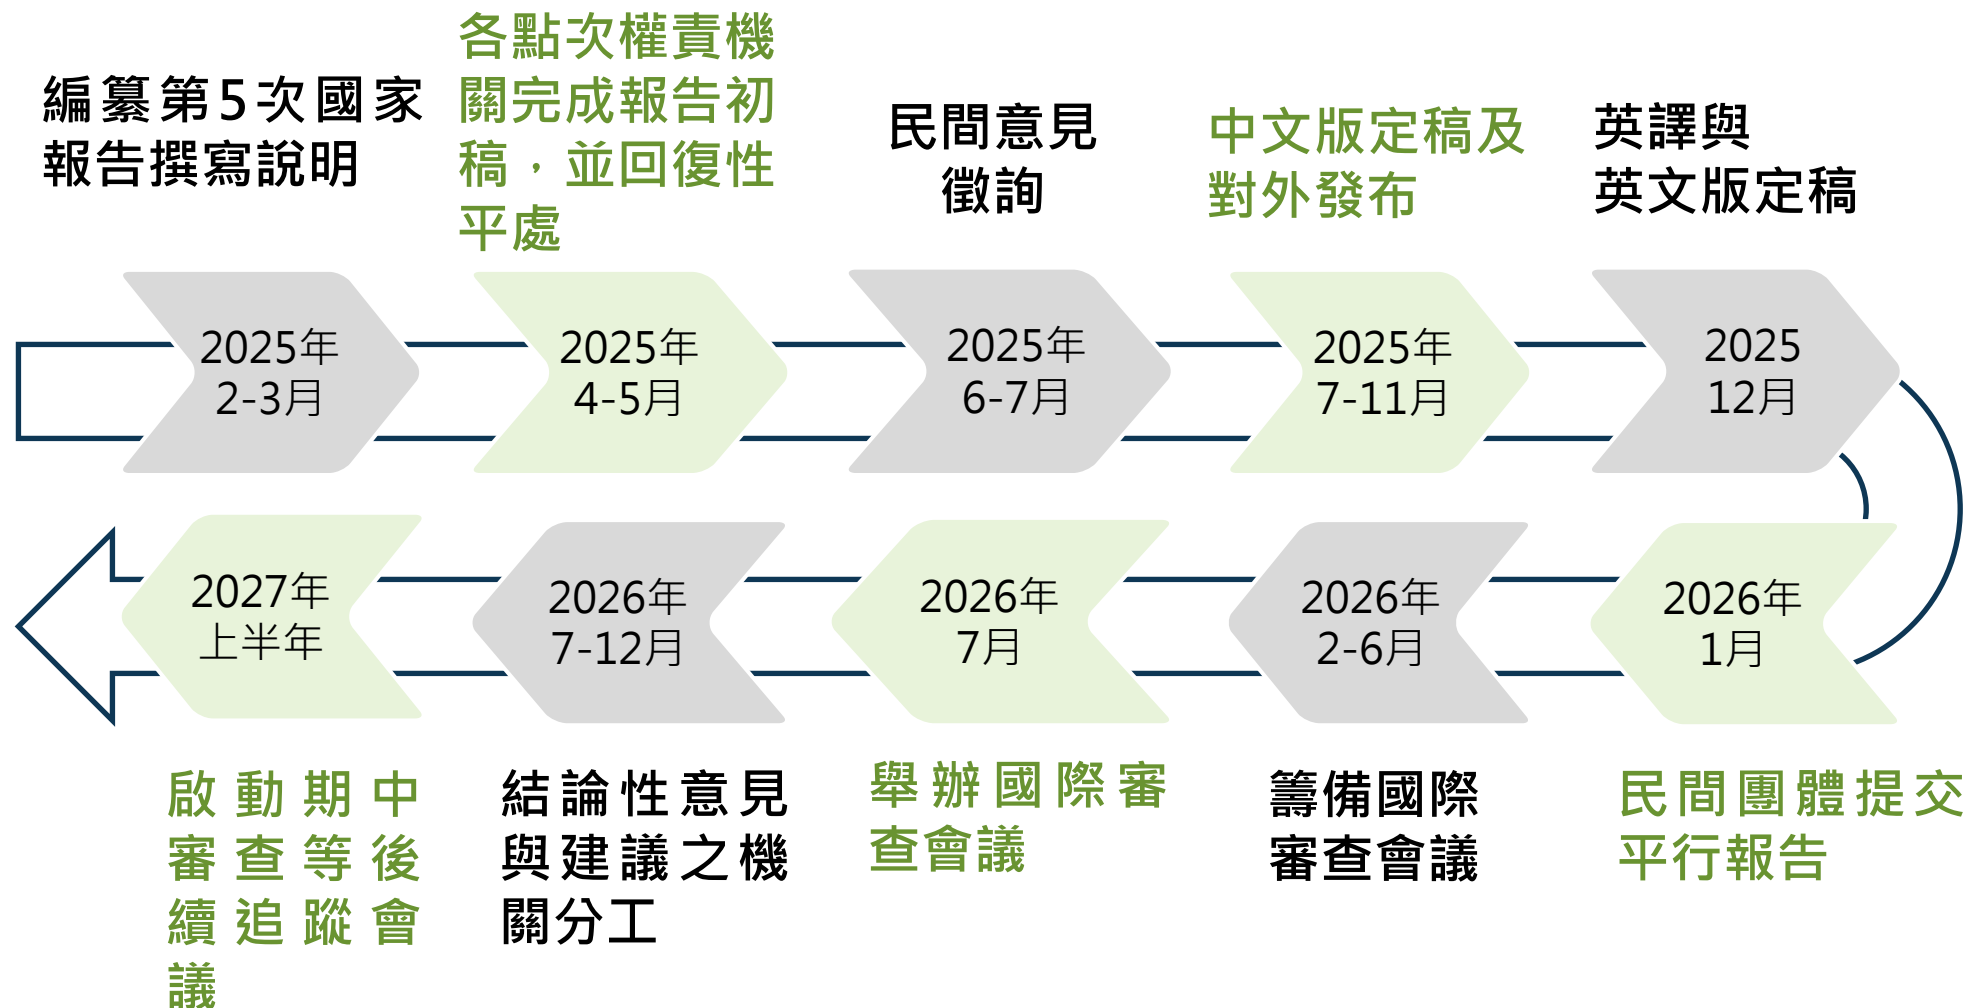 編纂第5次國家
報告撰寫說明
各點次權責機
關完成報告初
稿，並回復性
平處
民間意見
徵詢
中文版定稿及
對外發布
英譯與
英文版定稿
2025年
2-3月
2025年
4-5月
2025年
6-7月
2025年
7-11月
2025
12月
2026年
1月
2026年
2-6月
2026年
7月
2026年
7-12月
2027年
上半年
民間團體提交
平行報告
籌備國際
審查會議
舉辦國際審
查會議
結論性意見
與建議之機
關分工
啟動期中
審查等後
續追蹤會
議